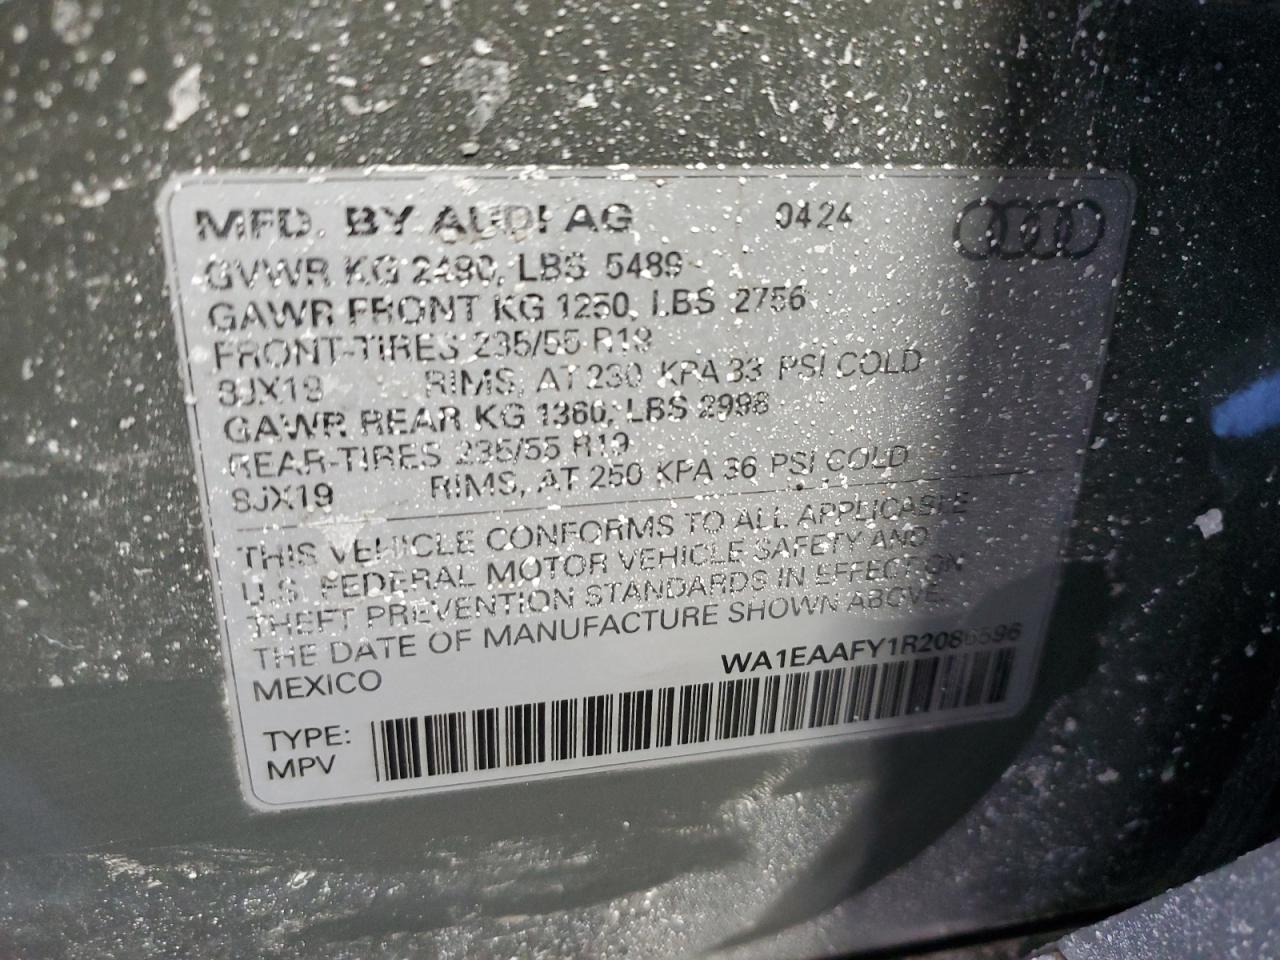 MFD. BY AUDI AG 0424
GVWR KG 2490, LBS 5489
GAWR FRONT KG 1250, LBS 2756
FRONT-TIRES 235/55 R19
8JX19 RIMS, AT 230 KPA 33 PSI COLD
GAWR REAR KG 1360, LBS 2998
REAR-TIRES 235/55 R19
8JX19 RIMS, AT 250 KPA 36 PSI COLD
THIS VEHICLE CONFORMS TO ALL APPLICABLE
U.S. FEDERAL MOTOR VEHICLE SAFETY AND
THEFT PREVENTION STANDARDS IN EFFECT ON
THE DATE OF MANUFACTURE SHOWN ABOVE.
MEXICO
TYPE:
MPV